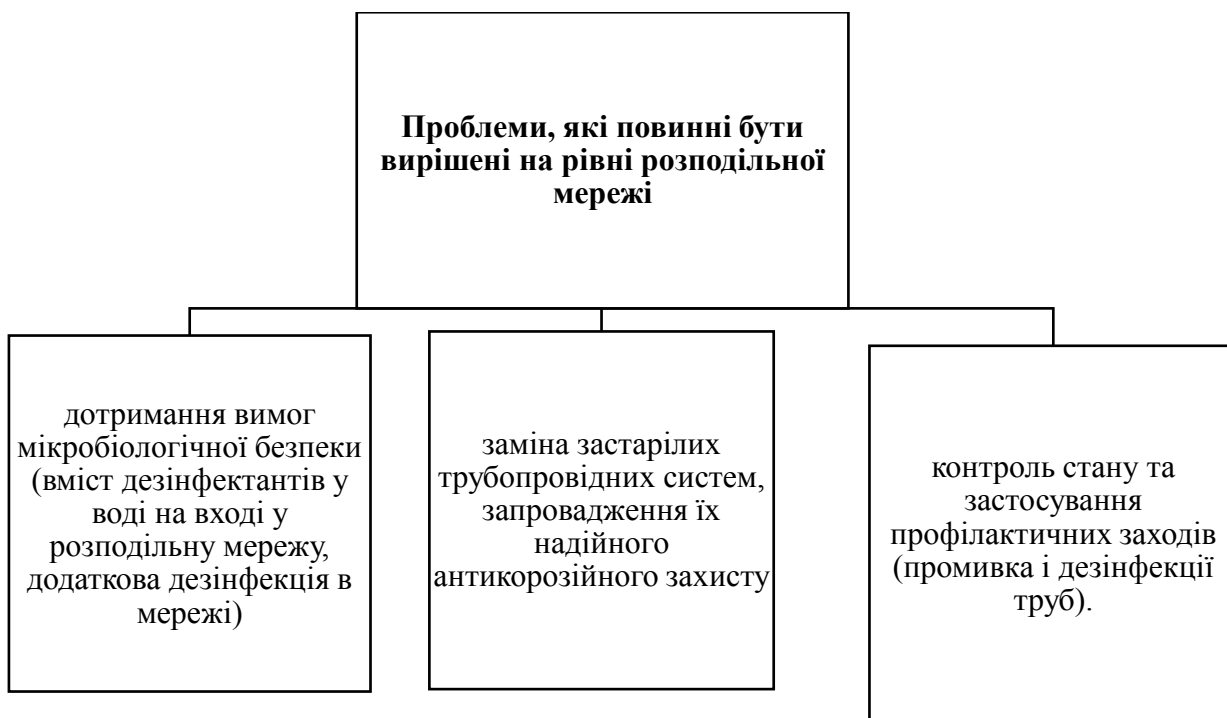 Проблеми, які повинні бути
вирішені на рівні розподільної
мережі
дотримання вимог
мікробіологічної безпеки
(вміст дезінфектантів у
воді на вході у
розподільну мережу,
додаткова дезінфекція в
мережі)
заміна застарілих
трубопровідних систем,
запровадження їх
надійного
антикорозійного захисту
контроль стану та
застосування
профілактичних заходів
(промивка і дезінфекції
труб).